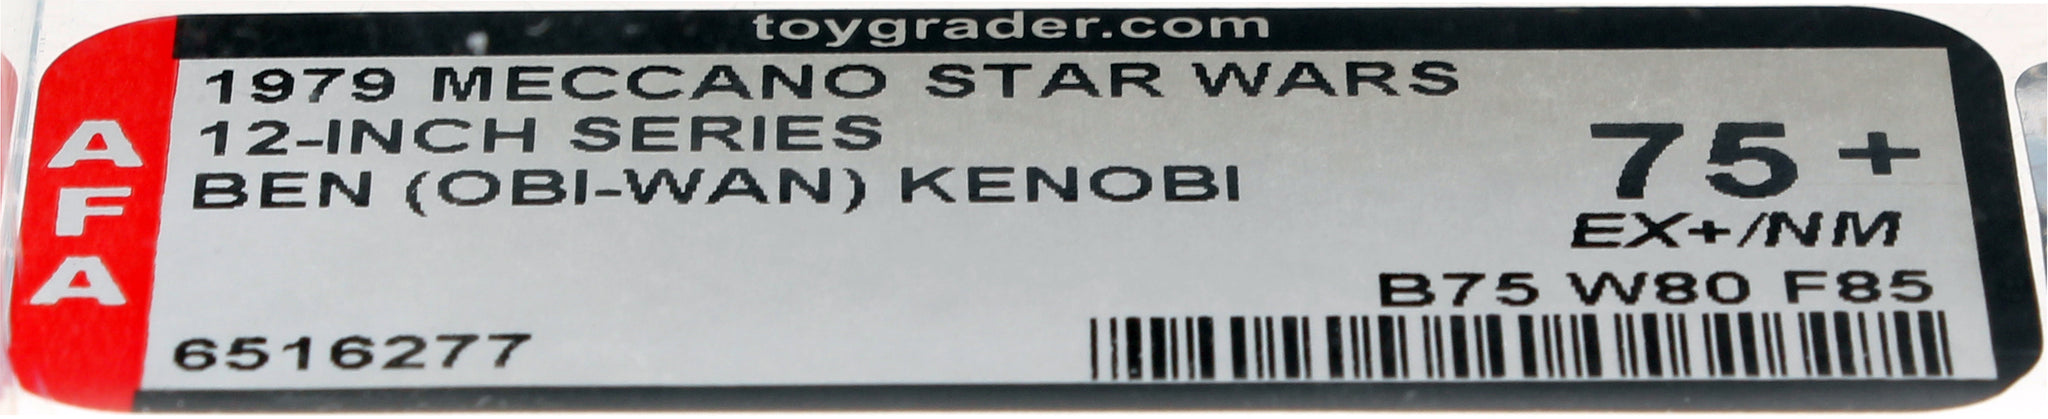 toygrader.com
AFA
1979 MECCANO STAR WARS
12-INCH SERIES
BEN (OBI-WAN) KENOBI
75+
EX+/NM
B75 W80 F85
6516277